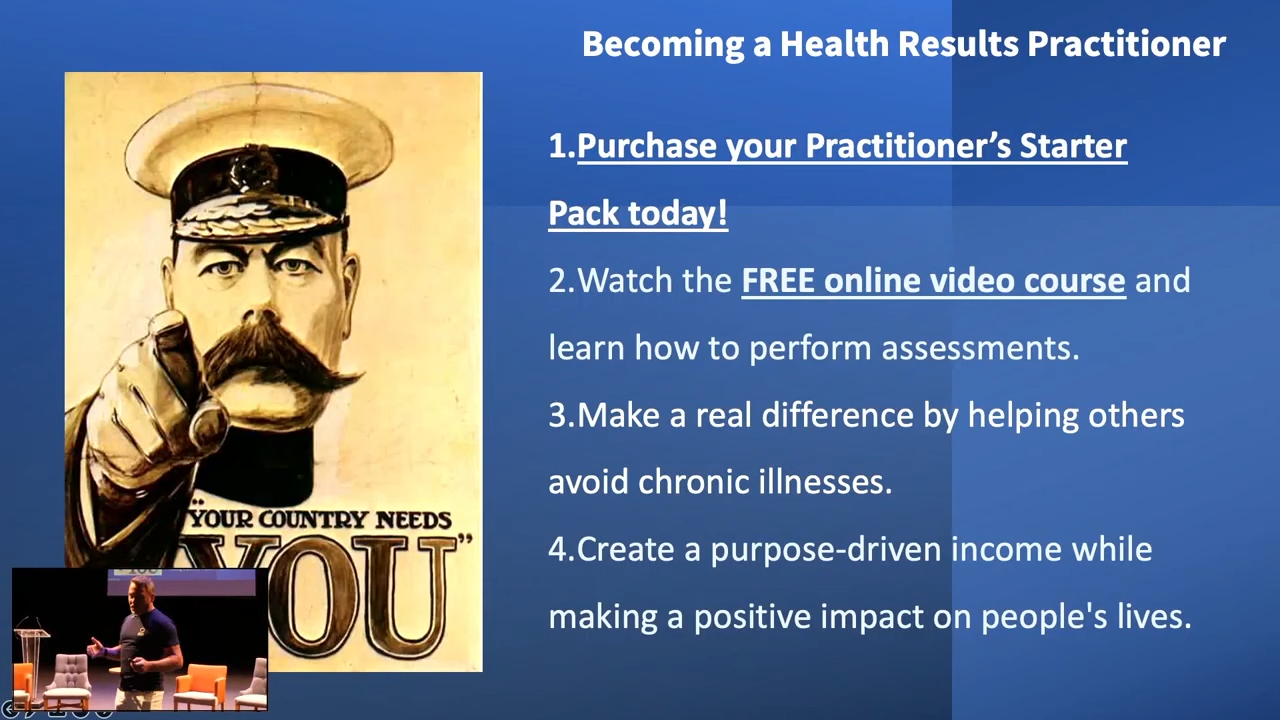 Becoming a Health Results Practitioner
1.Purchase your Practitioner’s Starter
Pack today!
2.Watch the FREE online video course and
learn how to perform assessments.
3.Make a real difference by helping others
avoid chronic illnesses.
4.Create a purpose-driven income while
making a positive impact on people's lives.
“YOUR COUNTRY NEEDS
YOU”